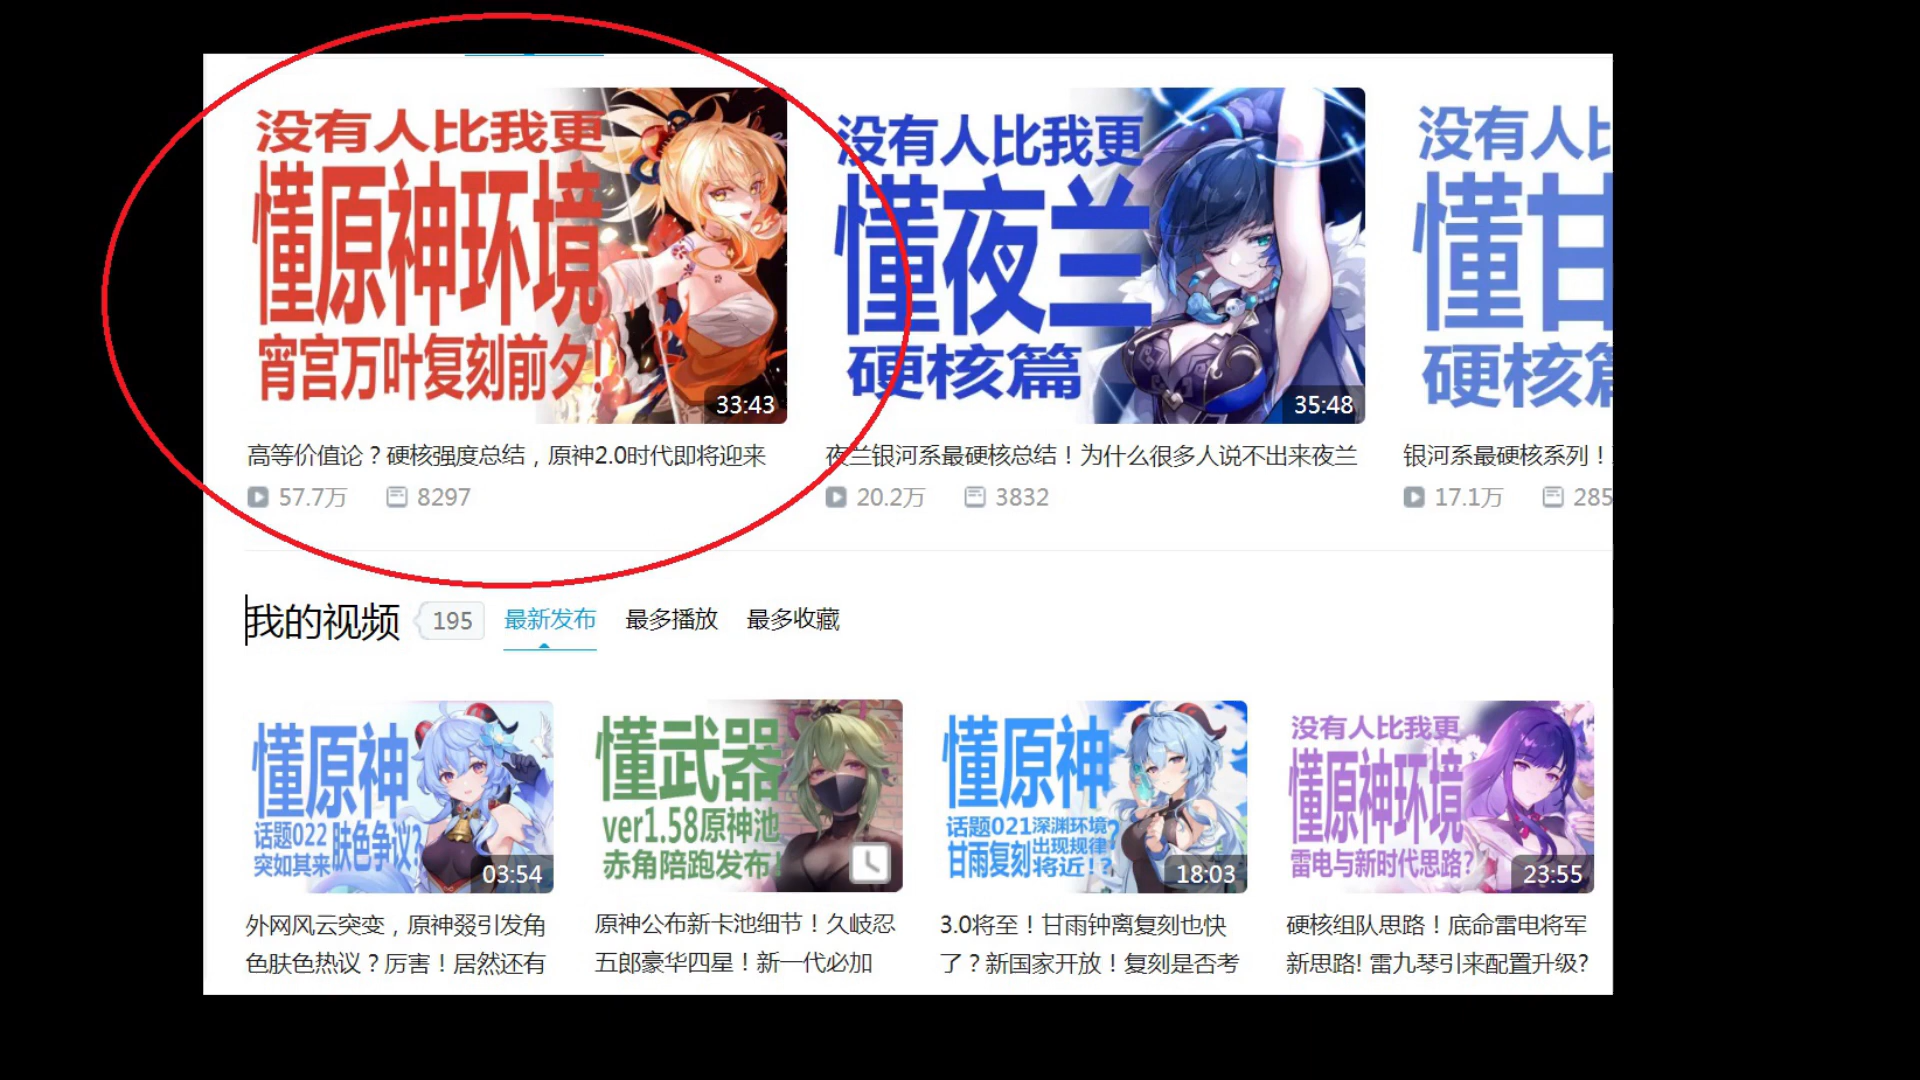 没有人比我更
懂原神环境
宵宫万叶复刻前夕!
33:43
高等价值论？硬核强度总结，原神2.0时代即将迎来
57.7万 8297
没有人比我更
懂夜兰
硬核篇
35:48
夜兰银河系最硬核总结！为什么很多人说不出来夜兰
20.2万 3832
没有人比
懂甘
硬核篇
银河系最硬核系列！
17.1万 285
我的视频 195 最新发布 最多播放 最多收藏
懂原神
话题022 肤色争议?
突如其来
03:54
外网风云突变，原神叕引发角
色肤色热议？厉害！居然还有
懂武器
ver1.58原神池
赤角陪跑发布!
原神公布新卡池细节！久岐忍
五郎豪华四星！新一代必加
懂原神
话题021深渊环境?
出现规律?
甘雨复刻将近!?
18:03
3.0将至！甘雨钟离复刻也快
了？新国家开放！复刻是否考
没有人比我更
懂原神环境
雷电与新时代思路?
23:55
硬核组队思路！底命雷电将军
新思路! 雷九琴引来配置升级?